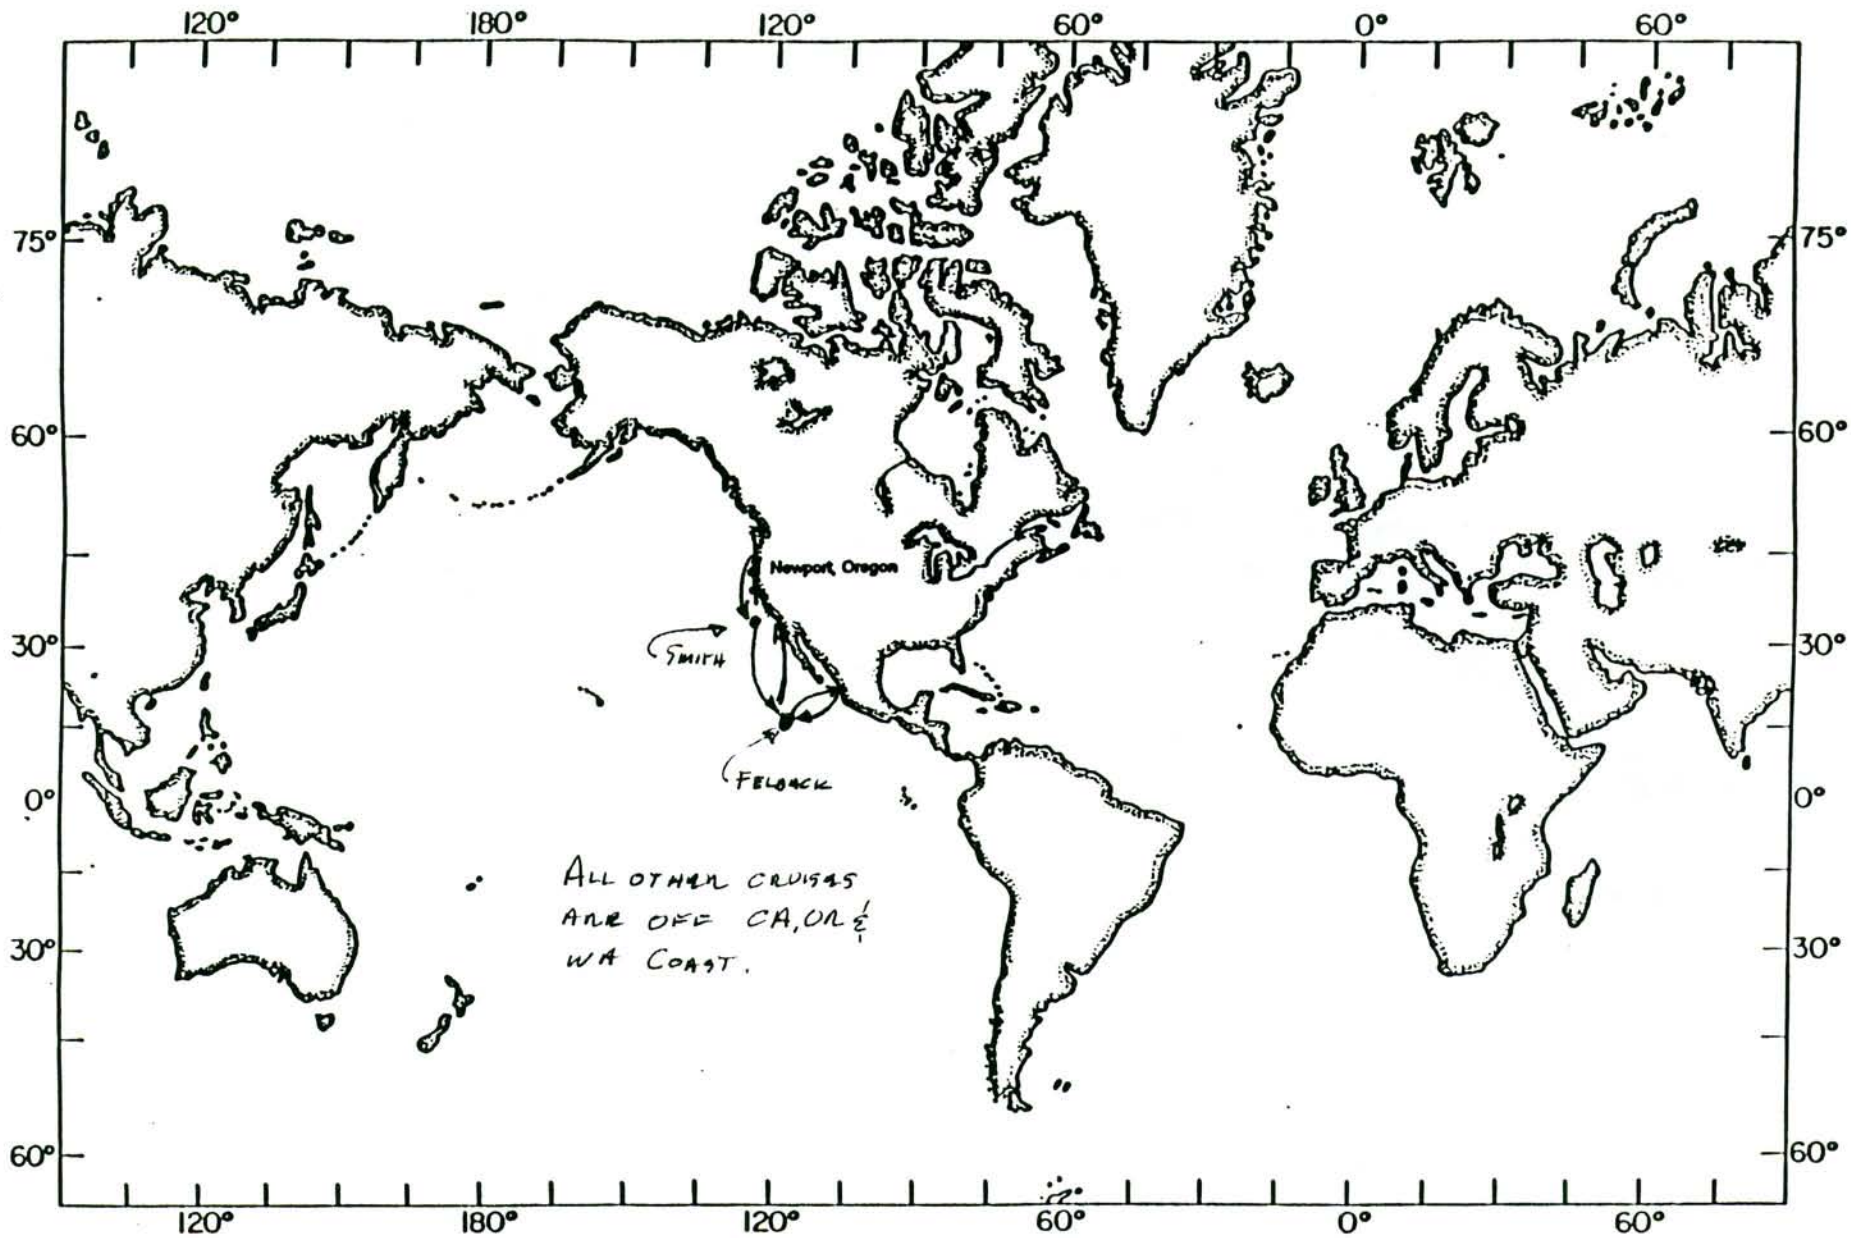 120° 180° 120° 60° 0° 60°
75° 75°
60° 60°
Newport, Oregon
30° 30°
SMITH
FELBACK
0° 0°
ALL OTHER CRUISES
ARE OFF CA, OR &
WA COAST.
30° 30°
60° 60°
120° 180° 120° 60° 0° 60°